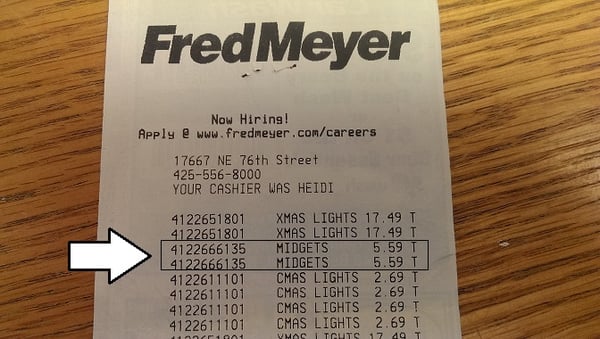 FredMeyer
Now Hiring!
Apply @ www.fredmeyer.com/careers
17667 NE 76th Street
425-556-8000
YOUR CASHIER WAS HEIDI
4122651801 XMAS LIGHTS 17.49 T
4122651801 XMAS LIGHTS 17.49 T
4122666135 MIDGETS 5.59 T
4122666135 MIDGETS 5.59 T
4122611101 CMAS LIGHTS 2.69 T
4122611101 CMAS LIGHTS 2.69 T
4122611101 CMAS LIGHTS 2.69 T
4122611101 CMAS LIGHTS 2.69 T
LIGHTS 17.49 T